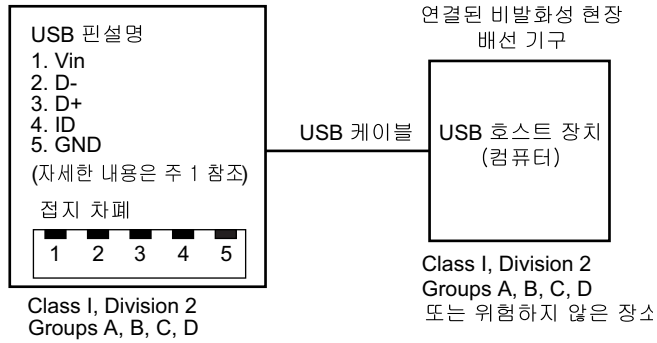 USB 핀설명
1. Vin
2. D-
3. D+
4. ID
5. GND
(자세한 내용은 주 1 참조)
접지 차폐
1 2 3 4 5
Class I, Division 2
Groups A, B, C, D
USB 케이블
연결된 비발화성 현장
배선 기구
USB 호스트 장치
(컴퓨터)
Class I, Division 2
Groups A, B, C, D
또는 위험하지 않은 장소